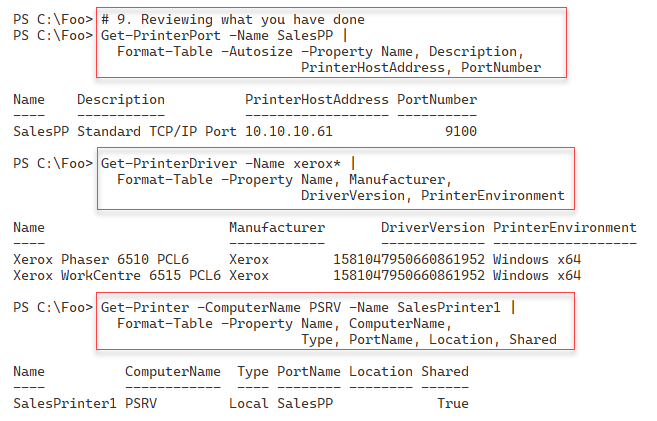 PS C:\Foo> # 9. Reviewing what you have done
PS C:\Foo> Get-PrinterPort -Name SalesPP |
Format-Table -Autosize -Property Name, Description,
PrinterHostAddress, PortNumber
Name Description PrinterHostAddress PortNumber
---- ----------- ------------------ ----------
SalesPP Standard TCP/IP Port 10.10.10.61 9100
PS C:\Foo> Get-PrinterDriver -Name xerox* |
Format-Table -Property Name, Manufacturer,
DriverVersion, PrinterEnvironment
Name Manufacturer DriverVersion PrinterEnvironment
---- ------------ ------------- ------------------
Xerox Phaser 6510 PCL6 Xerox 1581047950660861952 Windows x64
Xerox WorkCentre 6515 PCL6 Xerox 1581047950660861952 Windows x64
PS C:\Foo> Get-Printer -ComputerName PSRV -Name SalesPrinter1 |
Format-Table -Property Name, ComputerName,
Type, PortName, Location, Shared
Name ComputerName Type PortName Location Shared
---- ------------ ---- -------- -------- ------
SalesPrinter1 PSRV Local SalesPP True